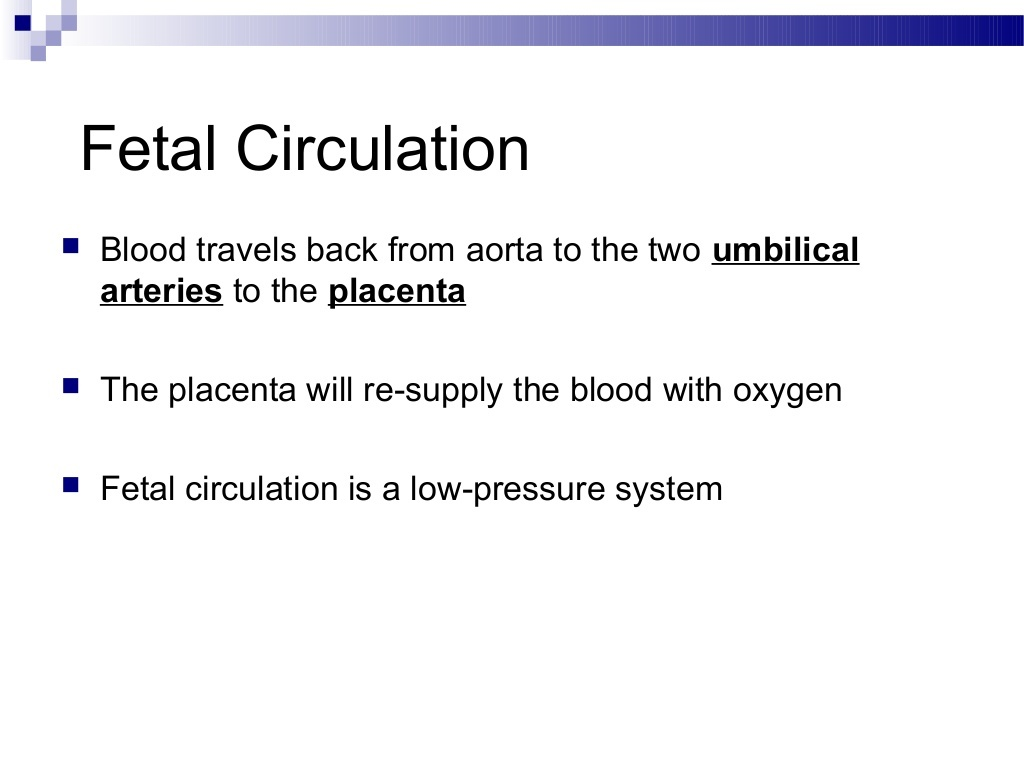 Fetal Circulation
Blood travels back from aorta to the two umbilical
arteries to the placenta
The placenta will re-supply the blood with oxygen
Fetal circulation is a low-pressure system